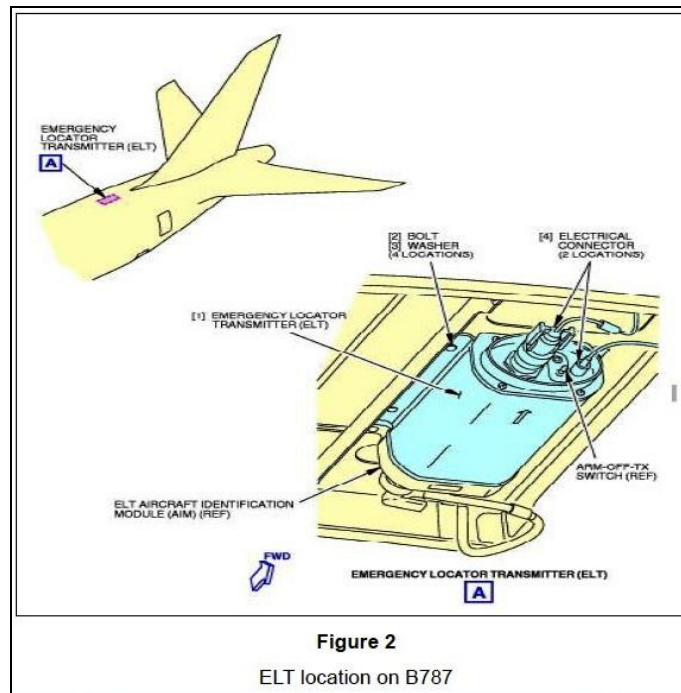 EMERGENCY
LOCATOR
TRANSMITTER (ELT)
A
[2] BOLT
[3] WASHER
(4 LOCATIONS)
[4] ELECTRICAL
CONNECTOR
(2 LOCATIONS)
[1] EMERGENCY LOCATOR
TRANSMITTER (ELT)
ARM-OFF-TX
SWITCH (REF)
ELT AIRCRAFT IDENTIFICATION
MODULE (AIM) (REF)
FWD
EMERGENCY LOCATOR TRANSMITTER (ELT)
A
Figure 2
ELT location on B787